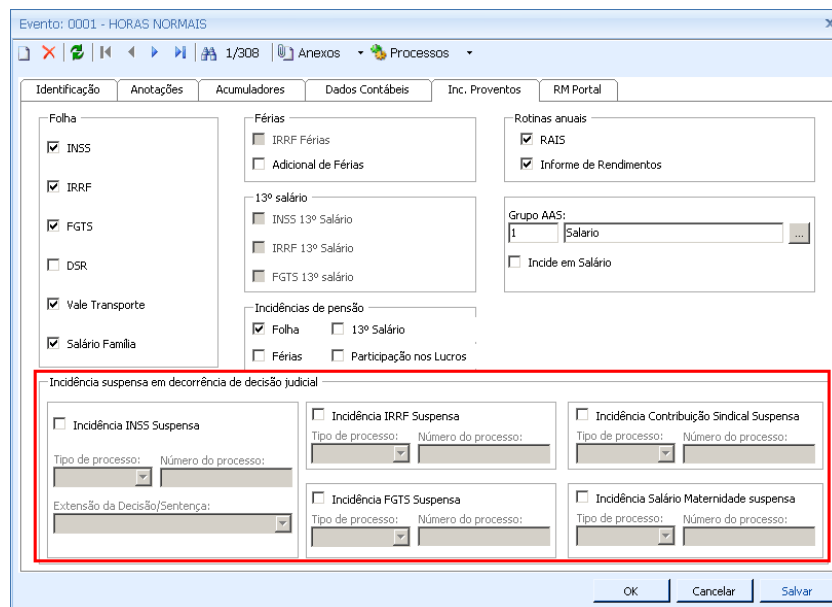 Evento: 0001 - HORAS NORMAIS
1/308 Anexos Processos
Identificação Anotações Acumuladores Dados Contábeis Inc. Proventos RM Portal
Folha
INSS
IRRF
FGTS
DSR
Vale Transporte
Salário Família
Férias
IRRF Férias
Adicional de Férias
13º salário
INSS 13º Salário
IRRF 13º Salário
FGTS 13º salário
Incidências de pensão
Folha 13º Salário
Férias Participação nos Lucros
Rotinas anuais
RAIS
Informe de Rendimentos
Grupo AAS:
1 Salario ...
Incide em Salário
Incidência suspensa em decorrência de decisão judicial
Incidência INSS Suspensa
Tipo de processo: Número do processo:
Extensão da Decisão/Sentença:
Incidência IRRF Suspensa
Tipo de processo: Número do processo:
Incidência FGTS Suspensa
Tipo de processo: Número do processo:
Incidência Contribuição Sindical Suspensa
Tipo de processo: Número do processo:
Incidência Salário Maternidade suspensa
Tipo de processo: Número do processo:
OK Cancelar Salvar